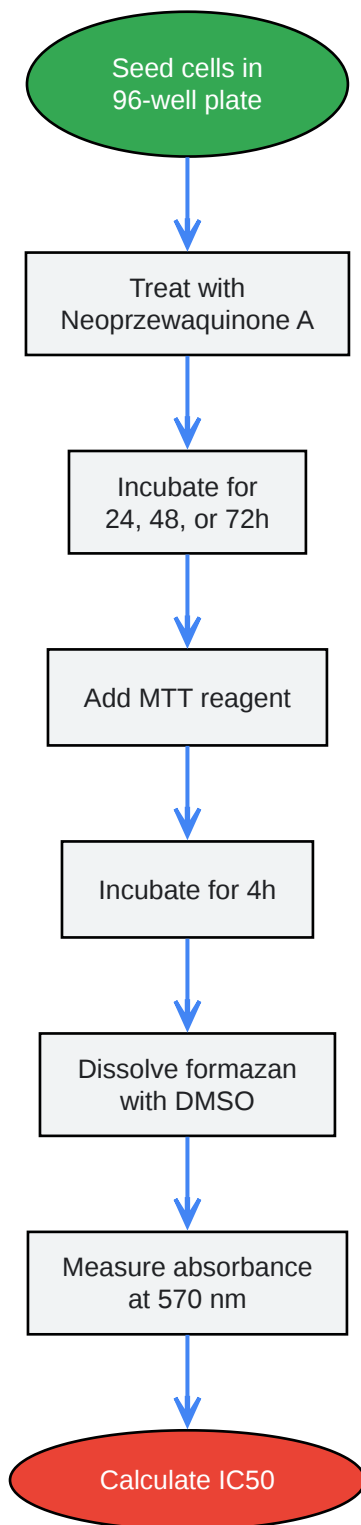 Seed cells in
96-well plate
Treat with
Neoprzewaquinone A
Incubate for
24, 48, or 72h
Add MTT reagent
Incubate for 4h
Dissolve formazan
with DMSO
Measure absorbance
at 570 nm
Calculate IC50